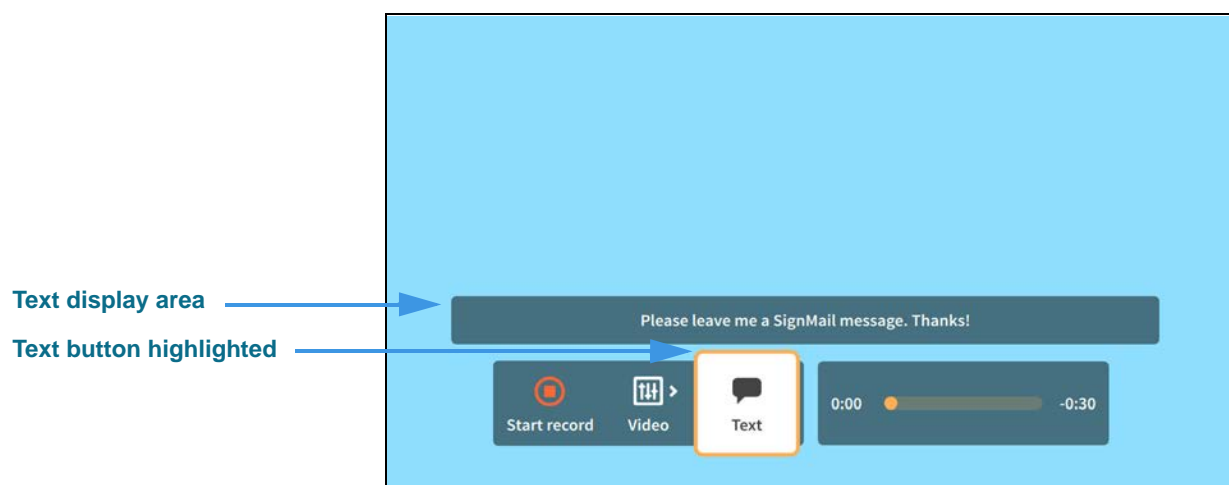 Text display area
Please leave me a SignMail message. Thanks!
Text button highlighted
Start record
Video
Text
0:00
-0:30